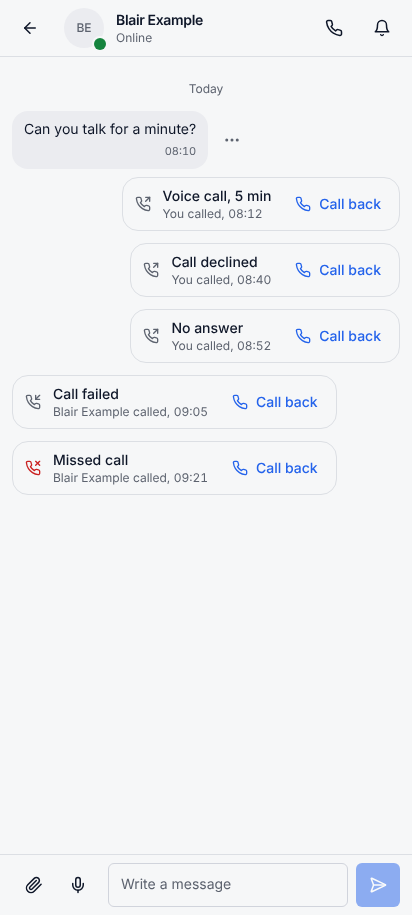 BE
Blair Example
Online
Today
Can you talk for a minute?
08:10
Voice call, 5 min
You called, 08:12
Call back
Call declined
You called, 08:40
Call back
No answer
You called, 08:52
Call back
Call failed
Blair Example called, 09:05
Call back
Missed call
Blair Example called, 09:21
Call back
Write a message